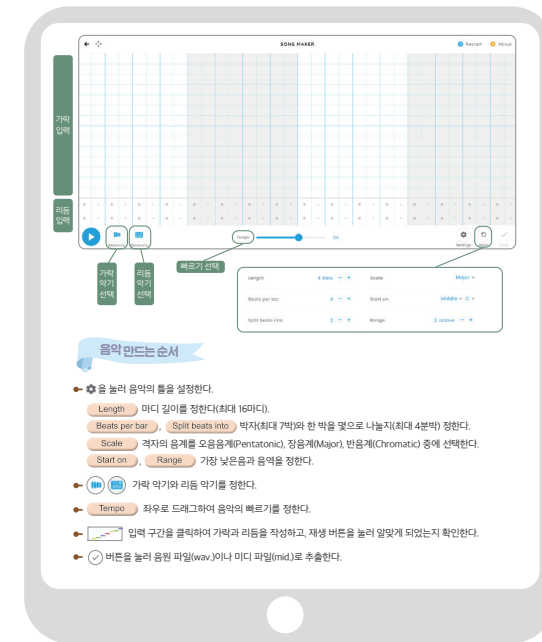 SONG MAKER
Restart
About
가락
입력
리듬
입력
Tempo
Settings
가락
악기
선택
리듬
악기
선택
빠르기 선택
Length 4 bars - + Scale Major
Beats per bar 4 - + Start on Middle C
Split beats into 2 - + Range 2 octave - +
음악 만드는 순서
을 눌러 음악의 틀을 설정한다.
Length 마디 길이를 정한다(최대 16마디).
Beats per bar , Split beats into 박자(최대 7박)와 한 박을 몇으로 나눌지(최대 4분박) 정한다.
Scale 격자의 음계를 오음음계(Pentatonic), 장음계(Major), 반음계(Chromatic) 중에 선택한다.
Start on , Range 가장 낮은음과 음역을 정한다.
가락 악기와 리듬 악기를 정한다.
Tempo 좌우로 드래그하여 음악의 빠르기를 정한다.
입력 구간을 클릭하여 가락과 리듬을 작성하고, 재생 버튼을 눌러 알맞게 되었는지 확인한다.
버튼을 눌러 음원 파일(wav.)이나 미디 파일(mid.)로 추출한다.